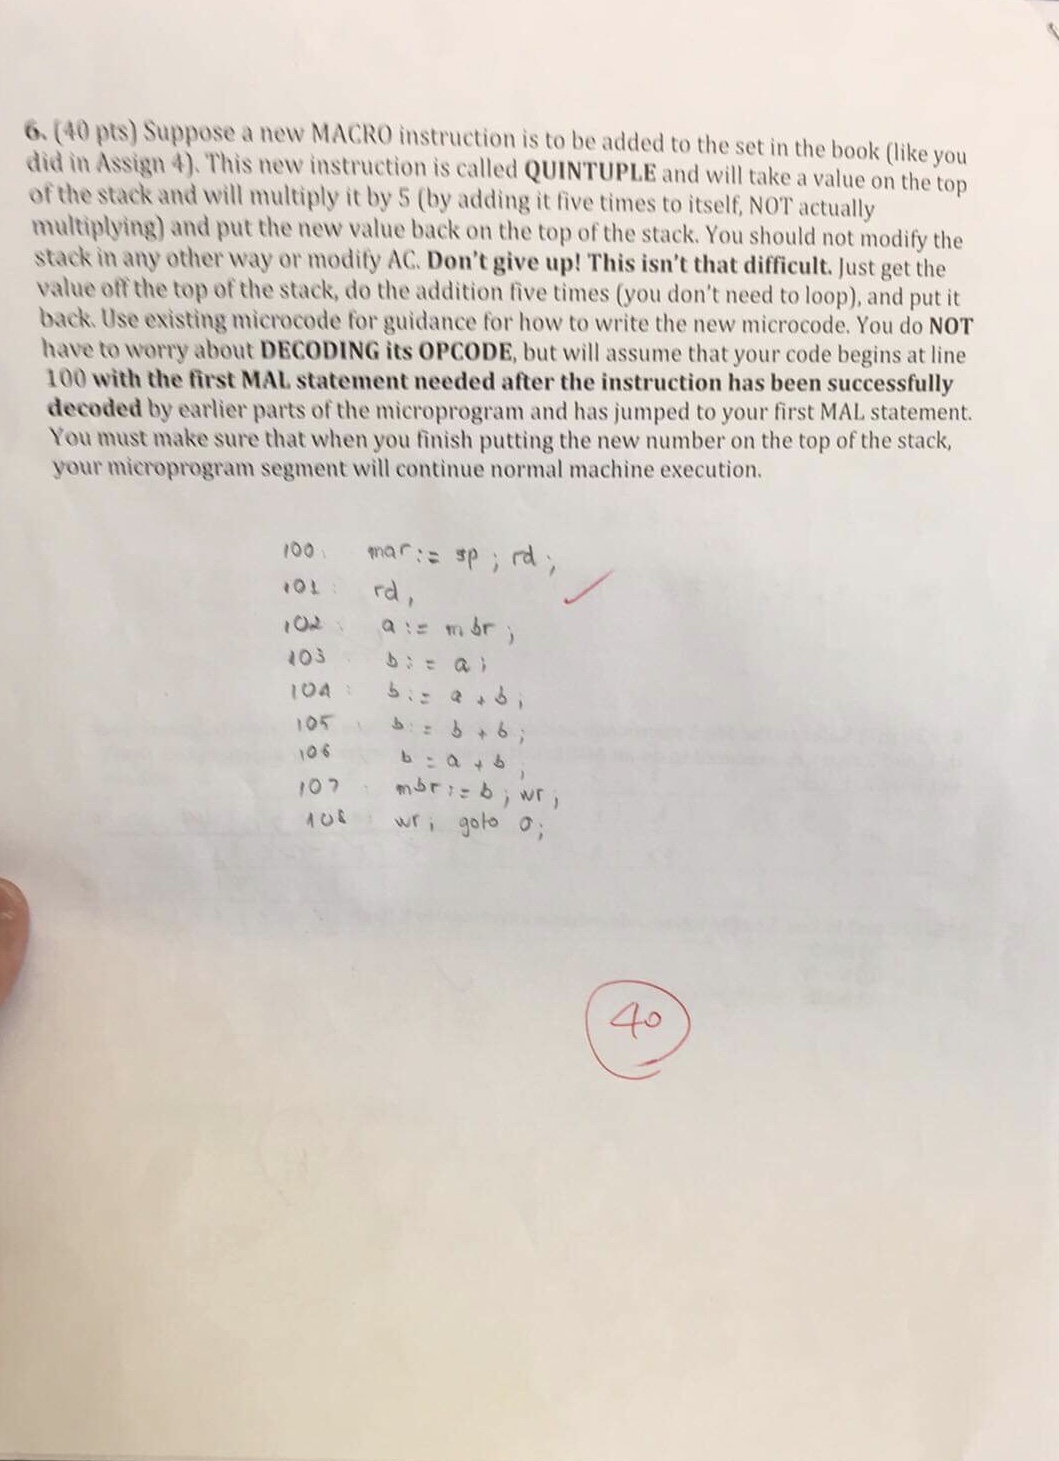 6. (40 pts) Suppose a new MACRO instruction is to be added to the set in the book (like you
did in Assign 4). This new instruction is called QUINTUPLE and will take a value on the top
of the stack and will multiply it by 5 (by adding it five times to itself, NOT actually
multiplying) and put the new value back on the top of the stack. You should not modify the
stack in any other way or modify AC. Don't give up! This isn't that difficult. Just get the
value off the top of the stack, do the addition five times (you don't need to loop), and put it
back. Use existing microcode for guidance for how to write the new microcode. You do NOT
have to worry about DECODING its OPCODE, but will assume that your code begins at line
100 with the first MAL statement needed after the instruction has been successfully
decoded by earlier parts of the microprogram and has jumped to your first MAL statement.
You must make sure that when you finish putting the new number on the top of the stack,
your microprogram segment will continue normal machine execution.
100: mar := sp ; rd ;
101: rd,
102: a := mbr ;
103: b := a ;
104: b := a + b ;
105: b := b + b ;
106 b = a + b ;
107: mbr := b ; wr ;
108: wr ; goto 0 ;
40